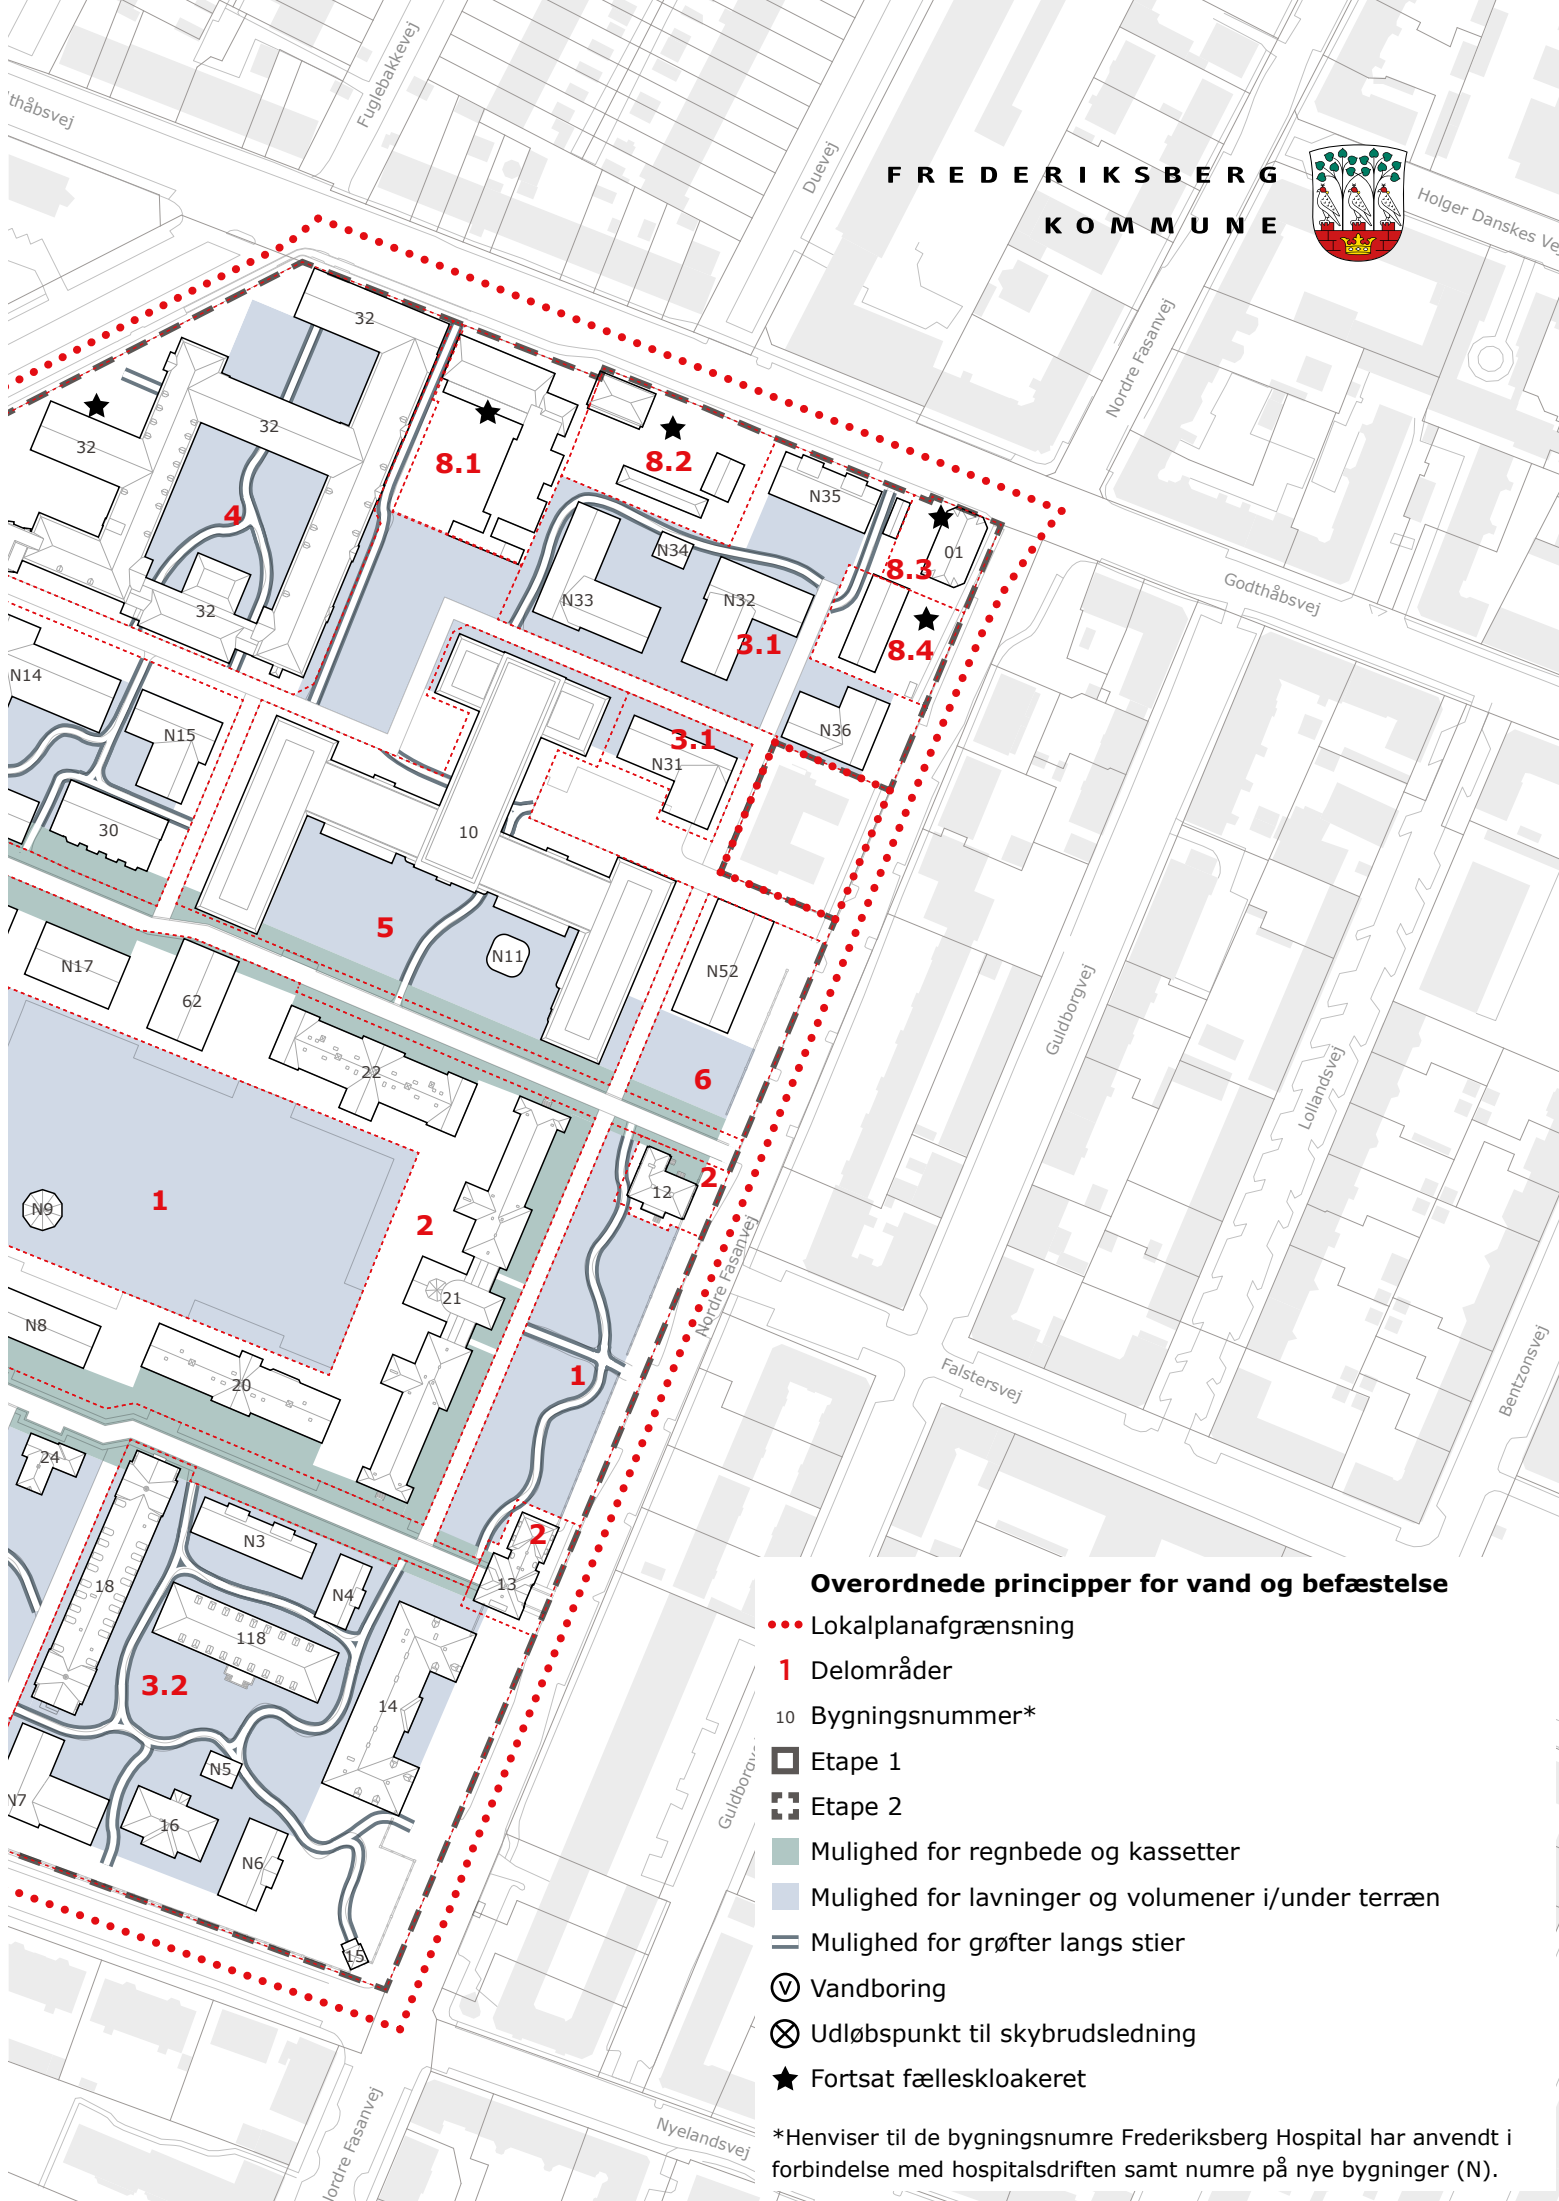 thåbsvej
Fuglebakkevej
Duevej
FREDERIKSBERG
KOMMUNE
Holger Danskes Ve
Nordre Fasanvej
32
32
32
8.1
8.2
N35
4
01
8.3
N34
Godthåbsvej
N33
N32
32
3.1
8.4
N14
N15
3.1
N36
N31
30
10
5
N11
N17
62
N52
Guldborgvej
22
6
Lollandsvej
2
12
1
N9
2
Nordre Fasanvej
21
N8
1
20
Falstersvej
Bentzonsvej
24
2
N3
18
13
N4
118
3.2
14
N5
N7
16
N6
15
Guldborgv
Overordnede principper for vand og befæstelse
Lokalplanafgrænsning
1 Delområder
10 Bygningsnummer*
Etape 1
Etape 2
Mulighed for regnbede og kassetter
Mulighed for lavninger og volumener i/under terræn
Mulighed for grøfter langs stier
V Vandboring
Udløbspunkt til skybrudsledning
Fortsat fælleskloakeret
*Henviser til de bygningsnumre Frederiksberg Hospital har anvendt i
forbindelse med hospitalsdriften samt numre på nye bygninger (N).
Nordre Fasanvej
Nyelandsvej